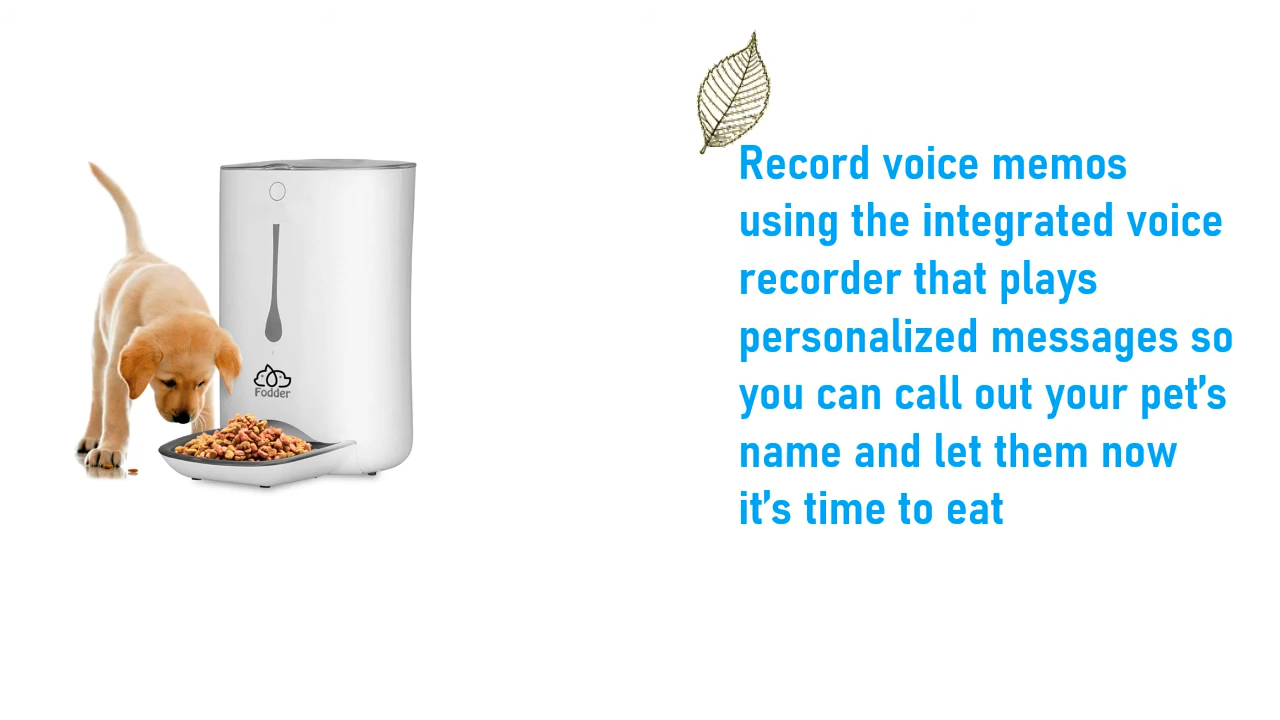 Fodder
Record voice memos
using the integrated voice
recorder that plays
personalized messages so
you can call out your pet's
name and let them now
it's time to eat